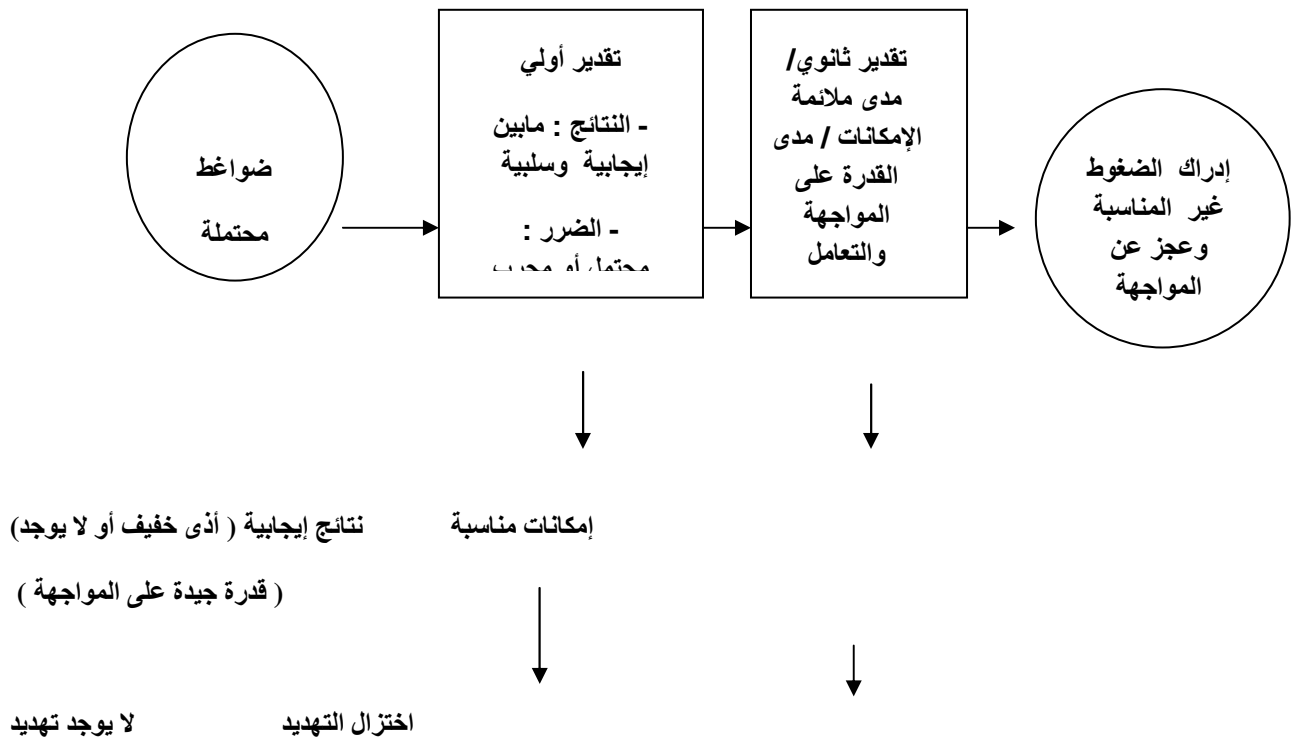 ضواغط
محتملة
تقدير أولي
- النتائج : مابين
إيجابية وسلبية
- الضرر :
محتمل أو
تقدير ثانوي/
مدى ملائمة
الإمكانات / مدى
القدرة على
المواجهة
والتعامل
إدراك الضغوط
غير المناسبة
وعجز عن
المواجهة
إمكانات مناسبة نتائج إيجابية ( أذى خفيف أو لا يوجد)
( قدرة جيدة على المواجهة )
اختزال التهديد لا يوجد تهديد